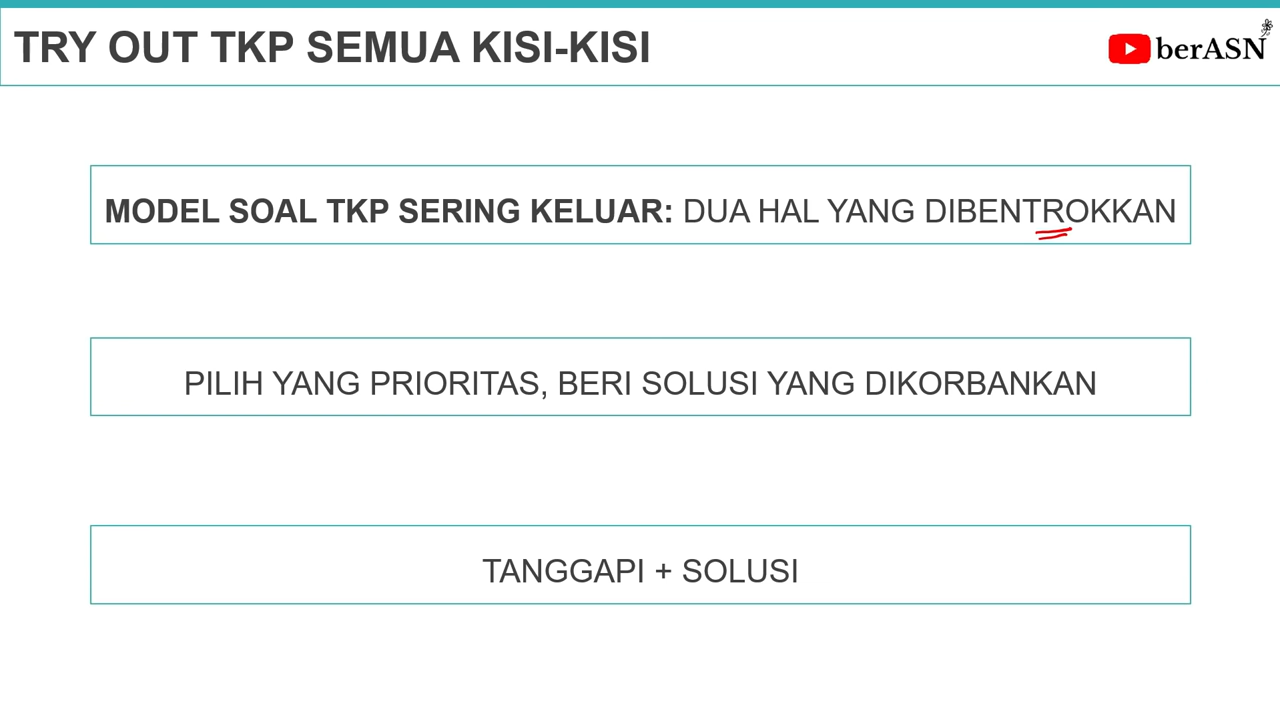 TRY OUT TKP SEMUA KISI-KISI
berASN
MODEL SOAL TKP SERING KELUAR: DUA HAL YANG DIBENTROKKAN
PILIH YANG PRIORITAS, BERI SOLUSI YANG DIKORBANKAN
TANGGAPI + SOLUSI